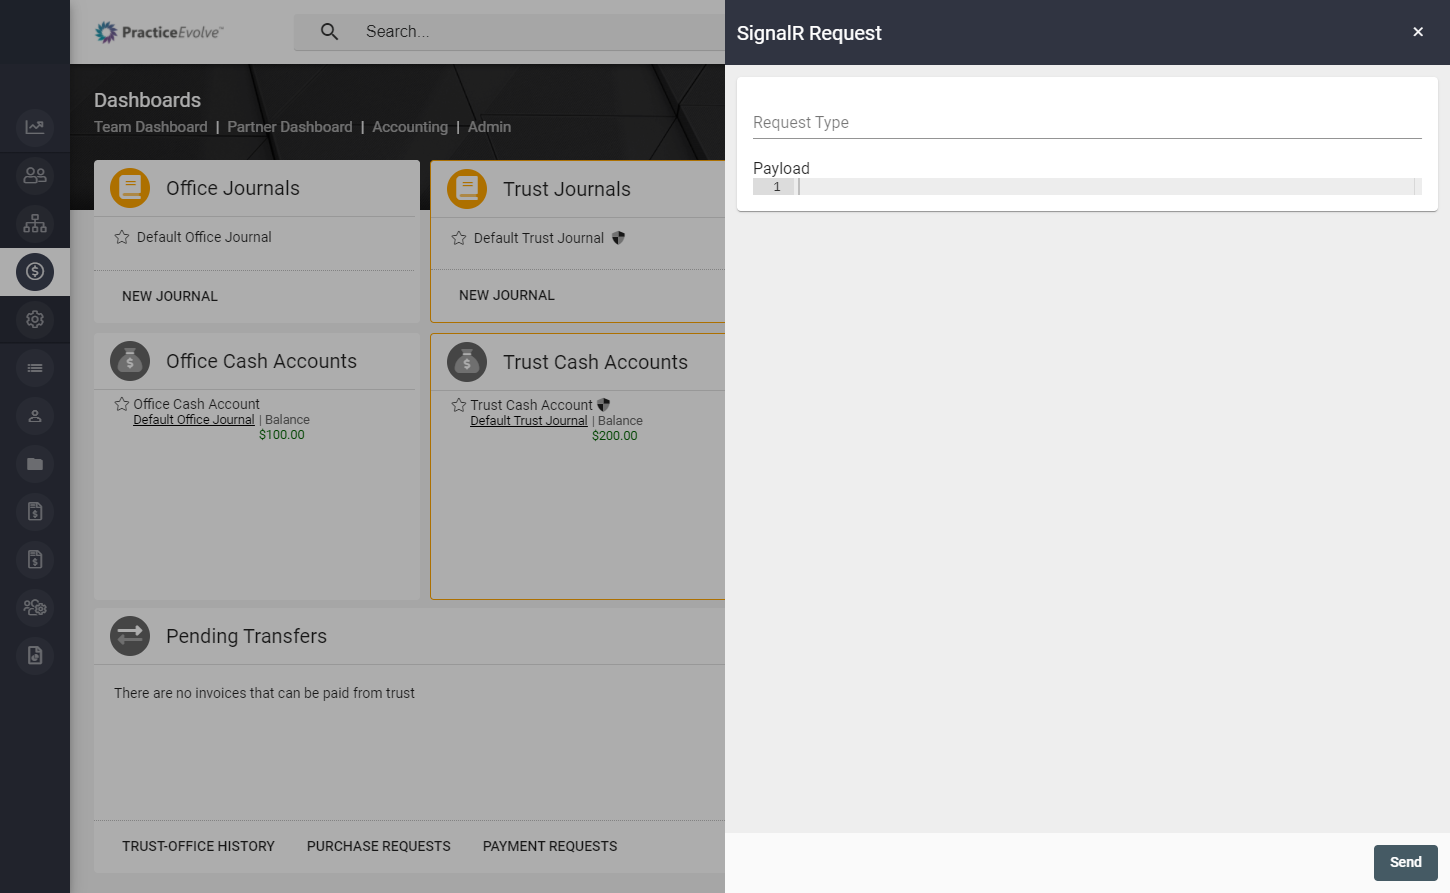 PracticeEvolve™
Search...
Dashboards
Team Dashboard | Partner Dashboard | Accounting | Admin
Office Journals
Default Office Journal
NEW JOURNAL
Trust Journals
Default Trust Journal
NEW JOURNAL
Office Cash Accounts
Office Cash Account
Default Office Journal | Balance
$100.00
Trust Cash Accounts
Trust Cash Account
Default Trust Journal | Balance
$200.00
Pending Transfers
There are no invoices that can be paid from trust
TRUST-OFFICE HISTORY PURCHASE REQUESTS PAYMENT REQUESTS
SignalR Request
Request Type
Payload
1
Send